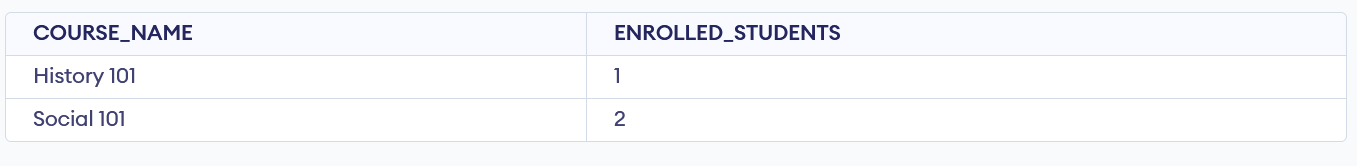 COURSE_NAME ENROLLED_STUDENTS
History 101 1
Social 101 2